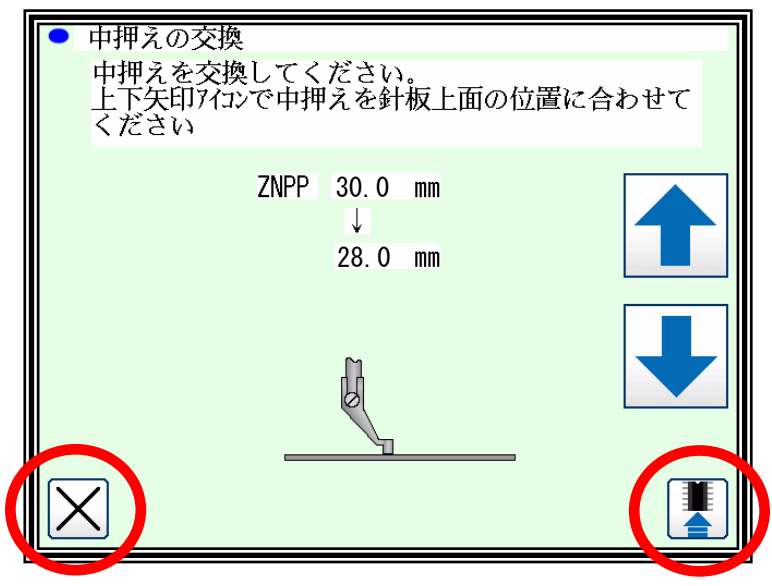 中押えの交換
中押えを交換してください。
上下矢印ｱｲｺﾝで中押えを針板上面の位置に合わせて
ください
ZNPP 30.0 mm
↓
28.0 mm